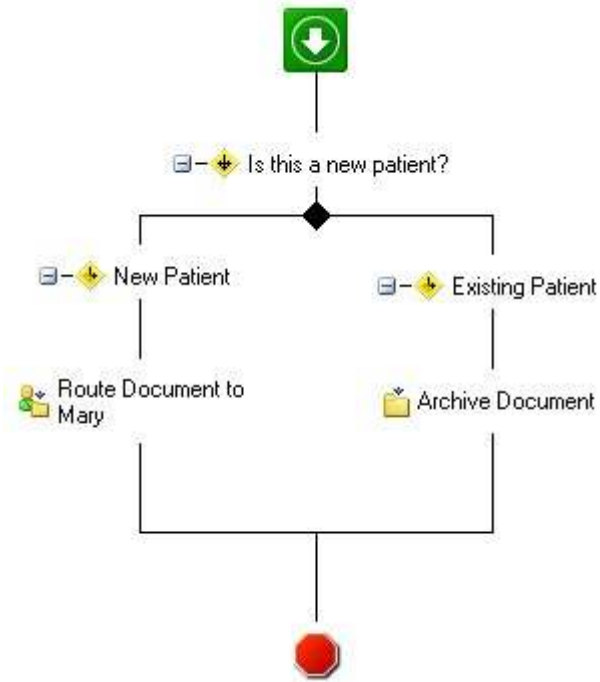 Is this a new patient?
New Patient
Existing Patient
Route Document to
Mary
Archive Document